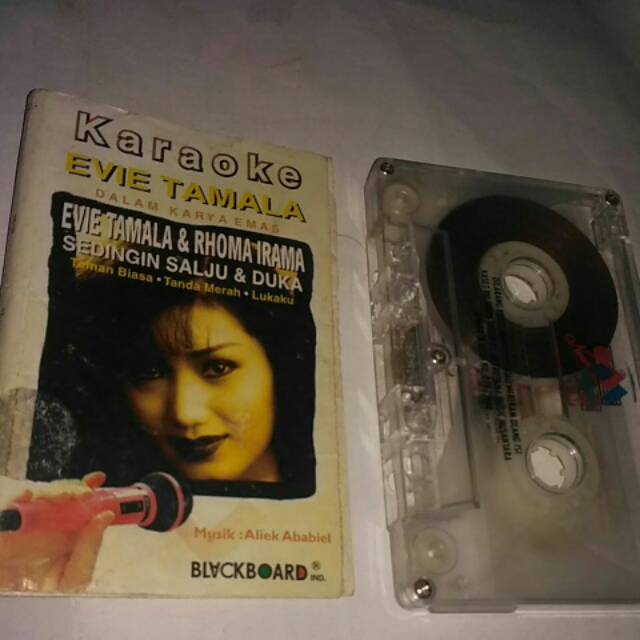 Karaoke
EVIE TAMALA
DALAM KARYA EMAS
EVIE TAMALA & RHOMA IRAMA
SEDINGIN SALJU & DUKA
Teman Biasa • Tanda Merah • Lukaku
Musik : Aliek Ababiel
BLACKBOARD ® IND.